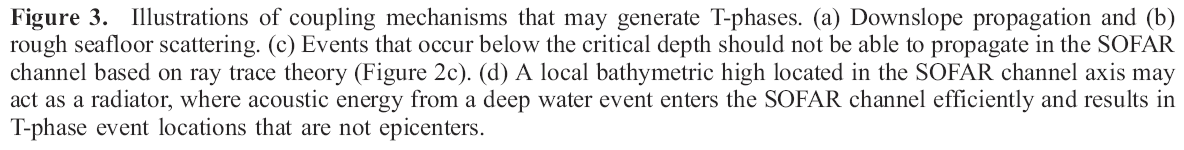 Figure 3. Illustrations of coupling mechanisms that may generate T-phases. (a) Downslope propagation and (b)
rough seafloor scattering. (c) Events that occur below the critical depth should not be able to propagate in the SOFAR
channel based on ray trace theory (Figure 2c). (d) A local bathymetric high located in the SOFAR channel axis may
act as a radiator, where acoustic energy from a deep water event enters the SOFAR channel efficiently and results in
T-phase event locations that are not epicenters.